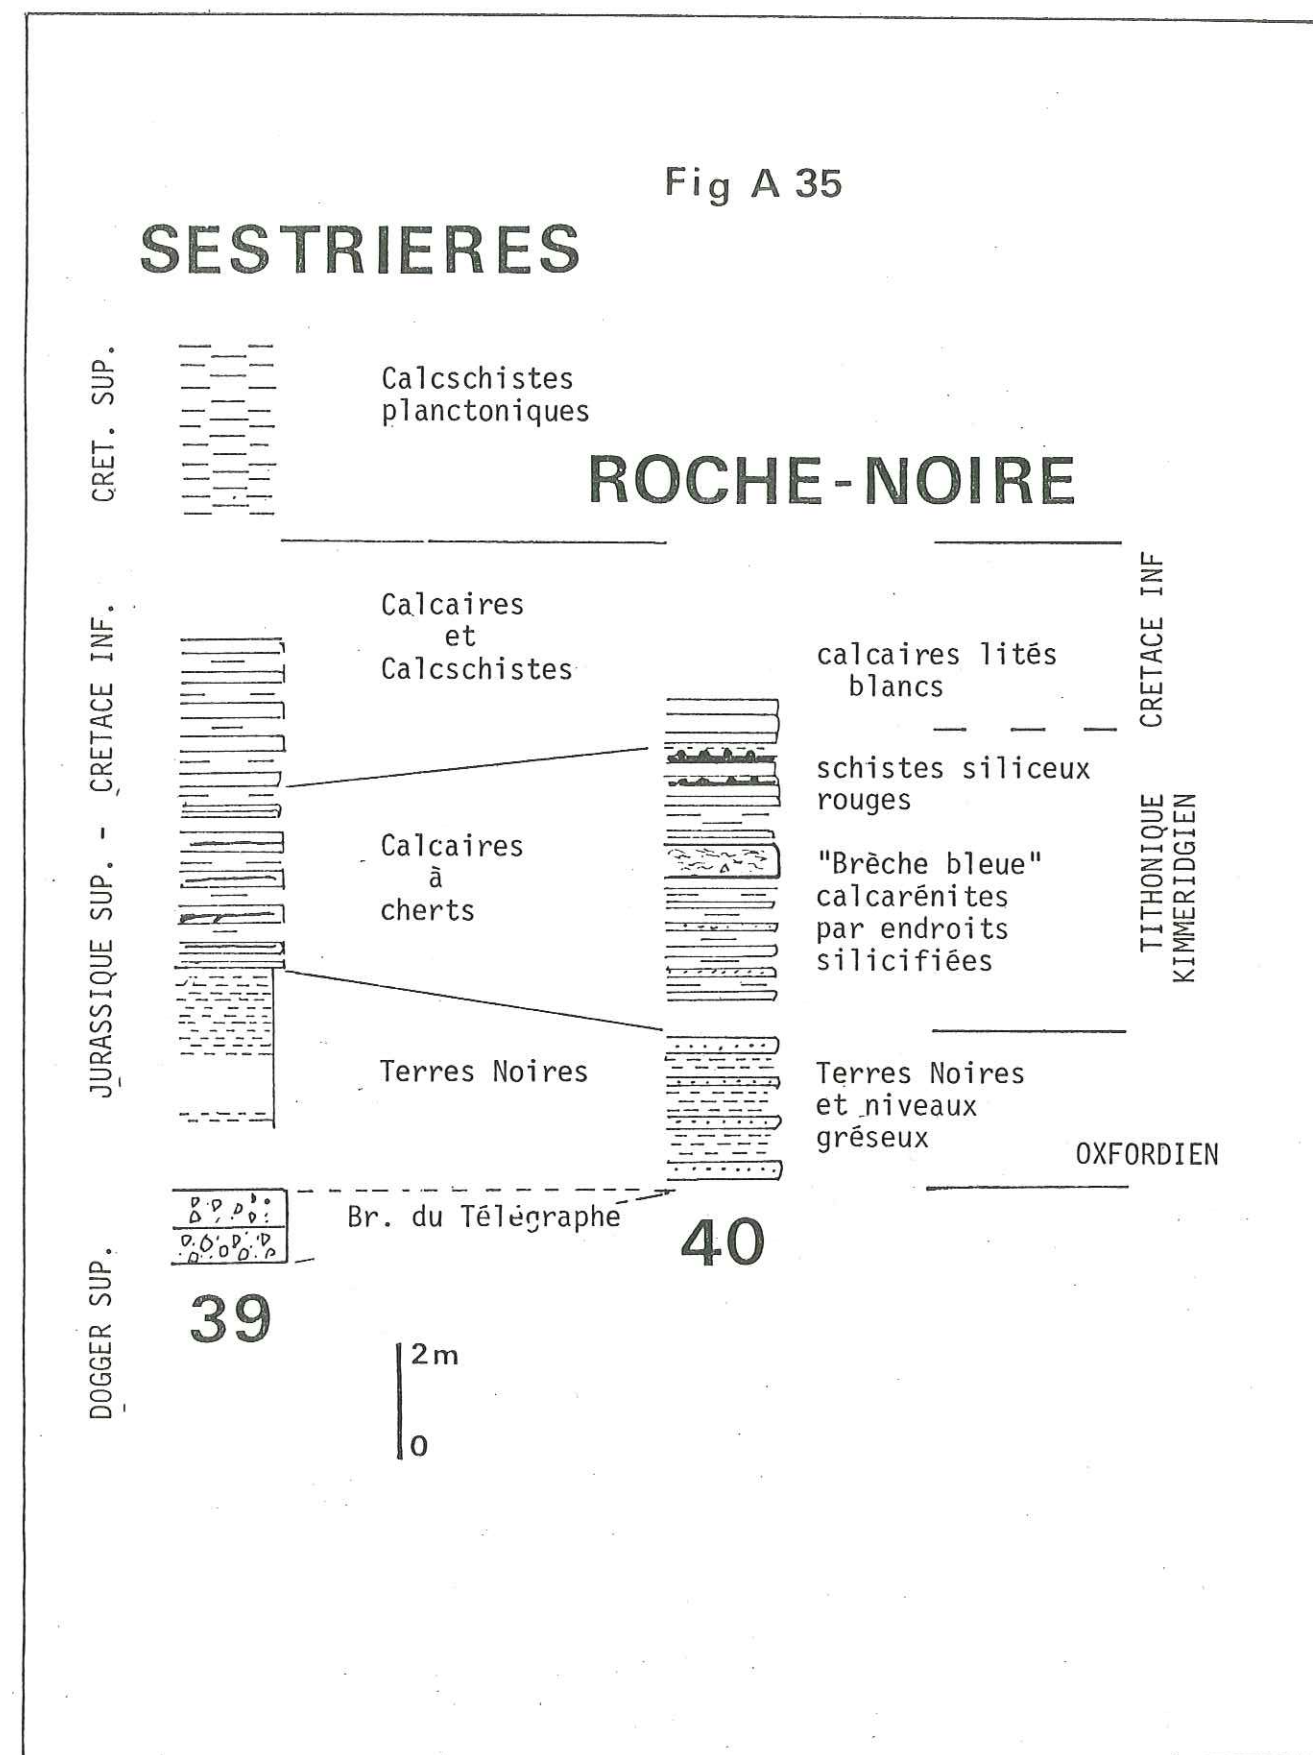 Fig A 35
SESTRIERES
CRET. SUP.
Calcschistes
planctoniques
ROCHE-NOIRE
JURASSIQUE SUP. - CRETACE INF.
Calcaires
et
Calcschistes
calcaires lités
blancs
CRETACE INF
schistes siliceux
rouges
TITHONIQUE
KIMMERIDGIEN
Calcaires
à
cherts
"Brèche bleue"
calcarénites
par endroits
silicifiées
Terres Noires
Terres Noires
et niveaux
gréseux
OXFORDIEN
Br. du Télégraphe
DOGGER SUP.
39
40
2m
0